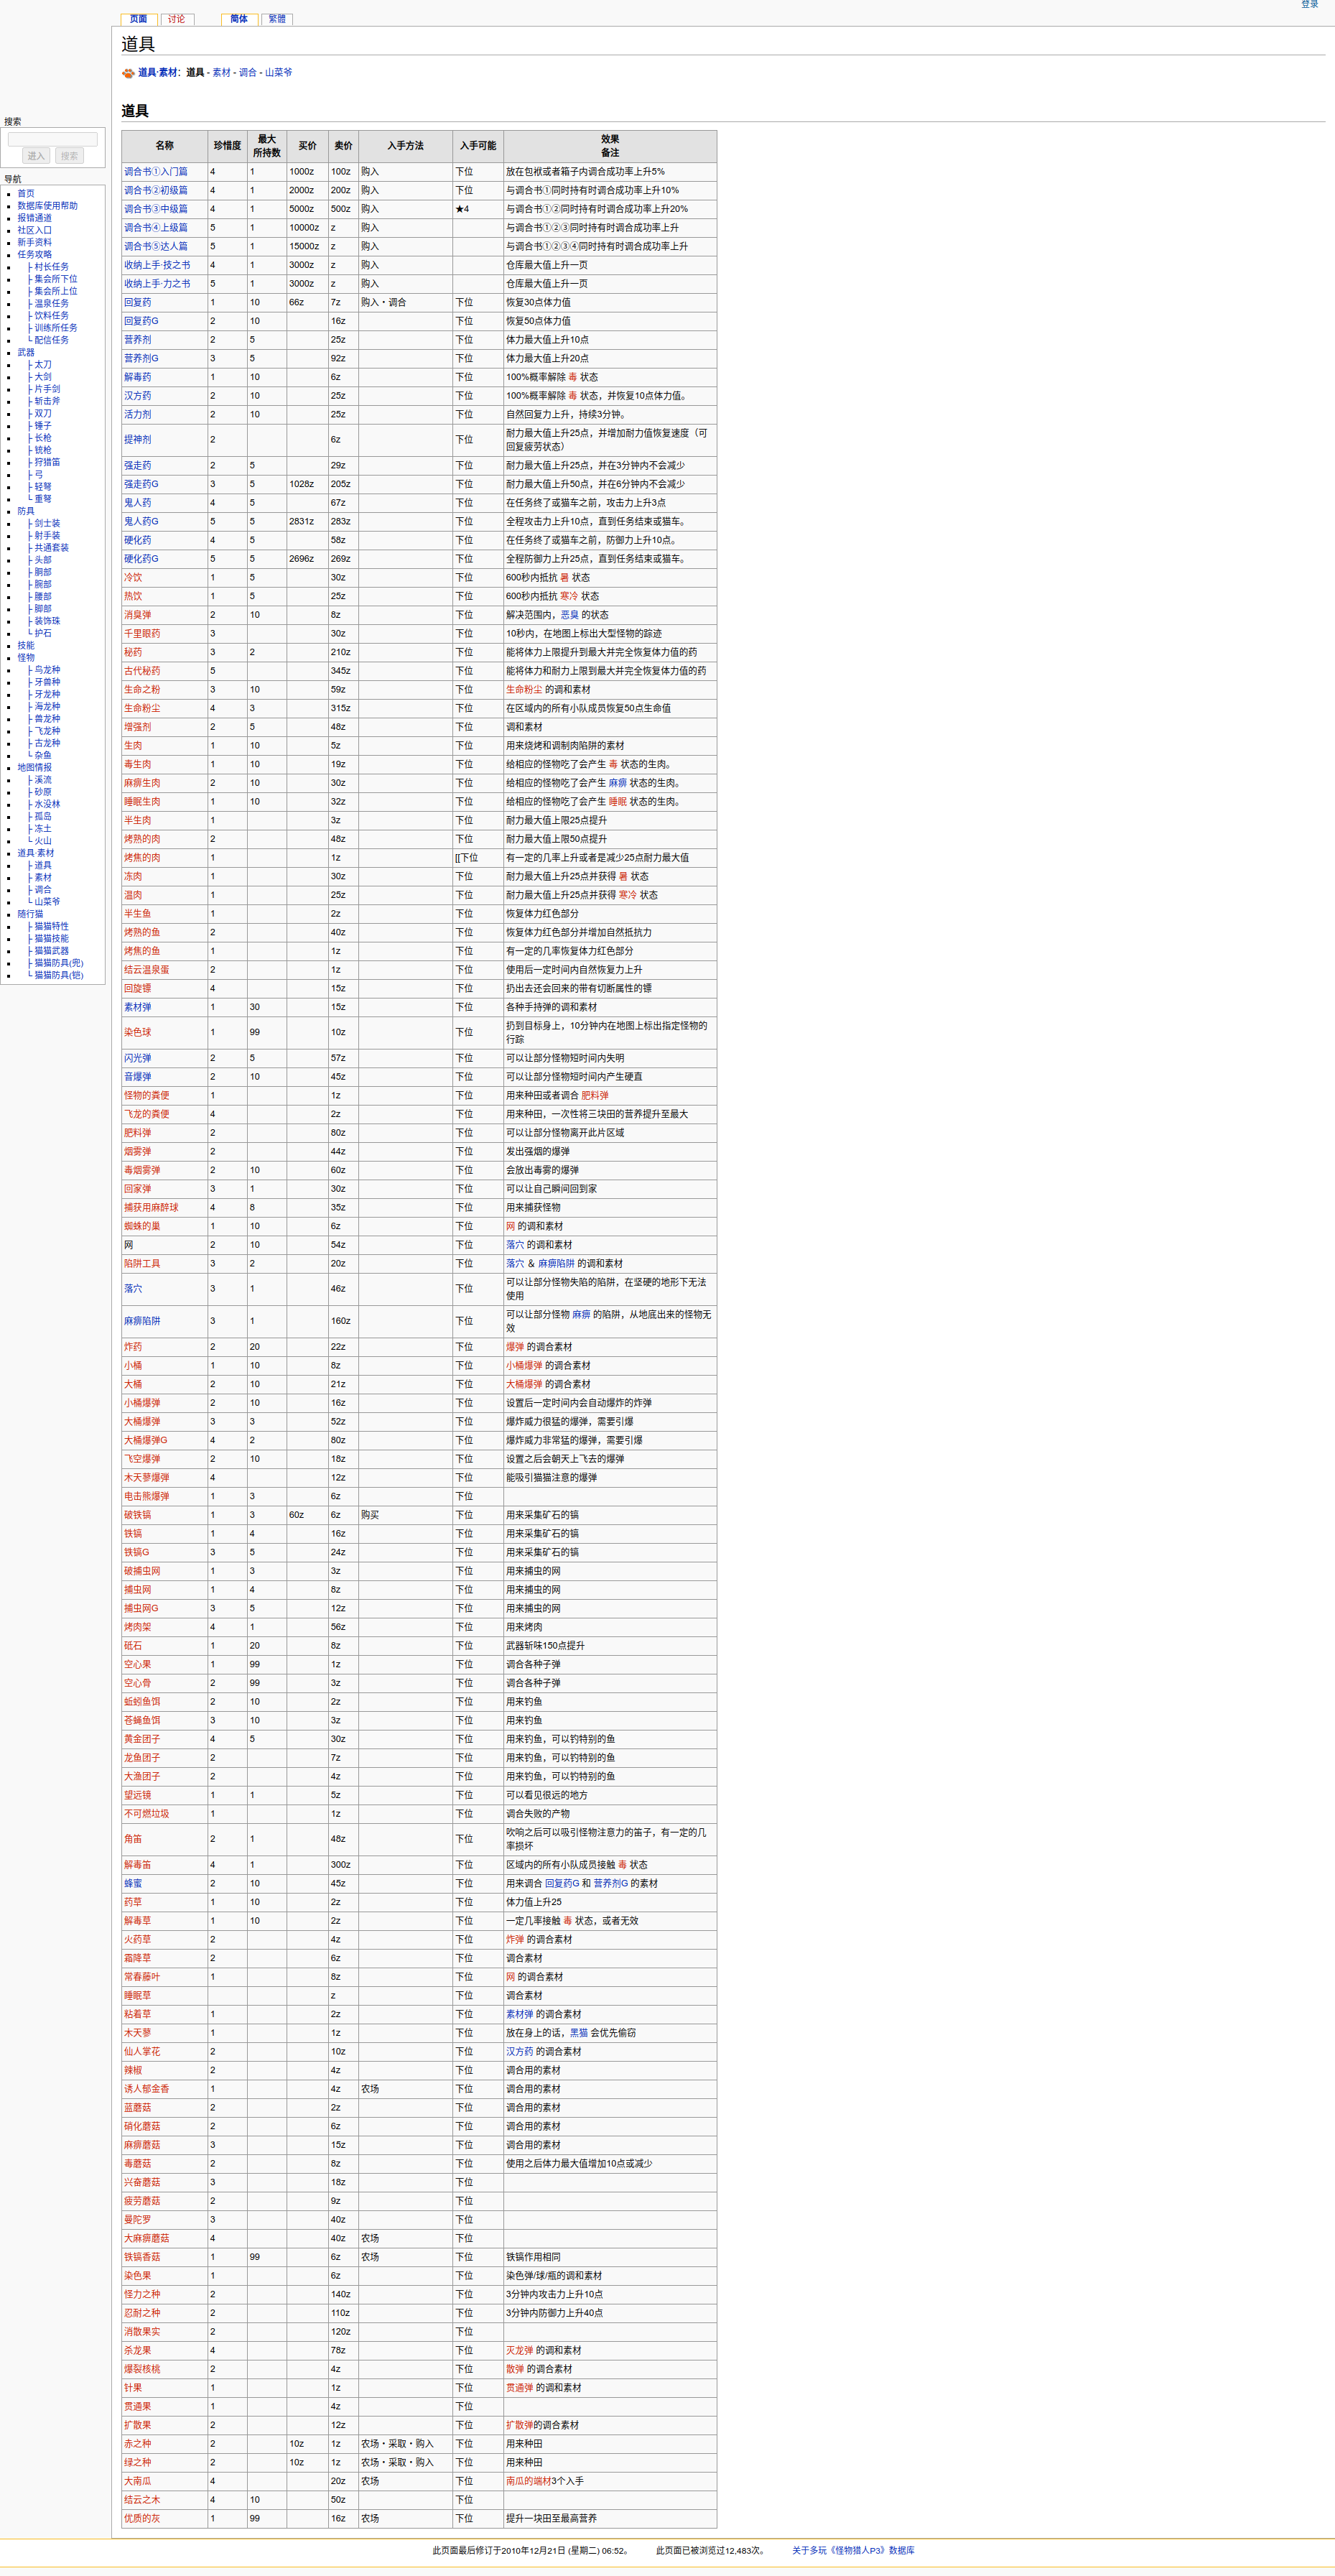 登录
页面 讨论 简体 繁體
道具
道具·素材：道具 - 素材 - 调合 - 山菜爷
搜索
进入 搜索
导航
首页
数据库使用帮助
报错通道
社区入口
新手资料
任务攻略
├ 村长任务
├ 集会所下位
├ 集会所上位
├ 温泉任务
├ 饮料任务
├ 训练所任务
└ 配信任务
武器
├ 太刀
├ 大剑
├ 片手剑
├ 斩击斧
├ 双刀
├ 锤子
├ 长枪
├ 铳枪
├ 狩猎笛
├ 弓
├ 轻弩
└ 重弩
防具
├ 剑士装
├ 射手装
├ 共通套装
├ 头部
├ 胴部
├ 腕部
├ 腰部
├ 脚部
├ 装饰珠
└ 护石
技能
怪物
├ 鸟龙种
├ 牙兽种
├ 牙龙种
├ 海龙种
├ 兽龙种
├ 飞龙种
├ 古龙种
└ 杂鱼
地图情报
├ 溪流
├ 砂原
├ 水没林
├ 孤岛
├ 冻土
└ 火山
道具·素材
├ 道具
├ 素材
├ 调合
└ 山菜爷
随行猫
├ 猫猫特性
├ 猫猫技能
├ 猫猫武器
├ 猫猫防具(兜)
└ 猫猫防具(铠)
道具
名称 珍惜度 最大所持数 买价 卖价 入手方法 入手可能 效果备注
调合书①入门篇 4 1 1000z 100z 购入 下位 放在包袱或者箱子内调合成功率上升5%
调合书②初级篇 4 1 2000z 200z 购入 下位 与调合书①同时持有时调合成功率上升10%
调合书③中级篇 4 1 5000z 500z 购入 ★4 与调合书①②同时持有时调合成功率上升20%
调合书④上级篇 5 1 10000z z 购入 与调合书①②③同时持有时调合成功率上升
调合书⑤达人篇 5 1 15000z z 购入 与调合书①②③④同时持有时调合成功率上升
收纳上手·技之书 4 1 3000z z 购入 仓库最大值上升一页
收纳上手·力之书 5 1 3000z z 购入 仓库最大值上升一页
回复药 1 10 66z 7z 购入・调合 下位 恢复30点体力值
回复药G 2 10 16z 下位 恢复50点体力值
营养剂 2 5 25z 下位 体力最大值上升10点
营养剂G 3 5 92z 下位 体力最大值上升20点
解毒药 1 10 6z 下位 100%概率解除 毒 状态
汉方药 2 10 25z 下位 100%概率解除 毒 状态，并恢复10点体力值。
活力剂 2 10 25z 下位 自然回复力上升，持续3分钟。
提神剂 2 6z 下位 耐力最大值上升25点，并增加耐力值恢复速度（可回复疲劳状态）
强走药 2 5 29z 下位 耐力最大值上升25点，并在3分钟内不会减少
强走药G 3 5 1028z 205z 下位 耐力最大值上升50点，并在6分钟内不会减少
鬼人药 4 5 67z 下位 在任务终了或猫车之前，攻击力上升3点
鬼人药G 5 5 2831z 283z 下位 全程攻击力上升10点，直到任务结束或猫车。
硬化药 4 5 58z 下位 在任务终了或猫车之前，防御力上升10点。
硬化药G 5 5 2696z 269z 下位 全程防御力上升25点，直到任务结束或猫车。
冷饮 1 5 30z 下位 600秒内抵抗 暑 状态
热饮 1 5 25z 下位 600秒内抵抗 寒冷 状态
消臭弹 2 10 8z 下位 解决范围内，恶臭 的状态
千里眼药 3 30z 下位 10秒内，在地图上标出大型怪物的踪迹
秘药 3 2 210z 下位 能将体力上限提升到最大并完全恢复体力值的药
古代秘药 5 345z 下位 能将体力和耐力上限到最大并完全恢复体力值的药
生命之粉 3 10 59z 下位 生命粉尘 的调和素材
生命粉尘 4 3 315z 下位 在区域内的所有小队成员恢复50点生命值
增强剂 2 5 48z 下位 调和素材
生肉 1 10 5z 下位 用来烧烤和调制肉陷阱的素材
毒生肉 1 10 19z 下位 给相应的怪物吃了会产生 毒 状态的生肉。
麻痹生肉 2 10 30z 下位 给相应的怪物吃了会产生 麻痹 状态的生肉。
睡眠生肉 1 10 32z 下位 给相应的怪物吃了会产生 睡眠 状态的生肉。
半生肉 1 3z 下位 耐力最大值上限25点提升
烤熟的肉 2 48z 下位 耐力最大值上限50点提升
烤焦的肉 1 1z [[下位 有一定的几率上升或者是减少25点耐力最大值
冻肉 1 30z 下位 耐力最大值上升25点并获得 暑 状态
温肉 1 25z 下位 耐力最大值上升25点并获得 寒冷 状态
半生鱼 1 2z 下位 恢复体力红色部分
烤熟的鱼 2 40z 下位 恢复体力红色部分并增加自然抵抗力
烤焦的鱼 1 1z 下位 有一定的几率恢复体力红色部分
结云温泉蛋 2 1z 下位 使用后一定时间内自然恢复力上升
回旋镖 4 15z 下位 扔出去还会回来的带有切断属性的镖
素材弹 1 30 15z 下位 各种手持弹的调和素材
染色球 1 99 10z 下位 扔到目标身上，10分钟内在地图上标出指定怪物的行踪
闪光弹 2 5 57z 下位 可以让部分怪物短时间内失明
音爆弹 2 10 45z 下位 可以让部分怪物短时间内产生硬直
怪物的粪便 1 1z 下位 用来种田或者调合 肥料弹
飞龙的粪便 4 2z 下位 用来种田，一次性将三块田的营养提升至最大
肥料弹 2 80z 下位 可以让部分怪物离开此片区域
烟雾弹 2 44z 下位 发出强烟的爆弹
毒烟雾弹 2 10 60z 下位 会放出毒雾的爆弹
回家弹 3 1 30z 下位 可以让自己瞬间回到家
捕获用麻醉球 4 8 35z 下位 用来捕获怪物
蜘蛛的巢 1 10 6z 下位 网 的调和素材
网 2 10 54z 下位 落穴 的调和素材
陷阱工具 3 2 20z 下位 落穴 & 麻痹陷阱 的调和素材
落穴 3 1 46z 下位 可以让部分怪物失陷的陷阱，在坚硬的地形下无法使用
麻痹陷阱 3 1 160z 下位 可以让部分怪物 麻痹 的陷阱，从地底出来的怪物无效
炸药 2 20 22z 下位 爆弹 的调合素材
小桶 1 10 8z 下位 小桶爆弹 的调合素材
大桶 2 10 21z 下位 大桶爆弹 的调合素材
小桶爆弹 2 10 16z 下位 设置后一定时间内会自动爆炸的炸弹
大桶爆弹 3 3 52z 下位 爆炸威力很猛的爆弹，需要引爆
大桶爆弹G 4 2 80z 下位 爆炸威力非常猛的爆弹，需要引爆
飞空爆弹 2 10 18z 下位 设置之后会朝天上飞去的爆弹
木天蓼爆弹 4 12z 下位 能吸引猫猫注意的爆弹
电击熊爆弹 1 3 6z 下位
破铁镐 1 3 60z 6z 购买 下位 用来采集矿石的镐
铁镐 1 4 16z 下位 用来采集矿石的镐
铁镐G 3 5 24z 下位 用来采集矿石的镐
破捕虫网 1 3 3z 下位 用来捕虫的网
捕虫网 1 4 8z 下位 用来捕虫的网
捕虫网G 3 5 12z 下位 用来捕虫的网
烤肉架 4 1 56z 下位 用来烤肉
砥石 1 20 8z 下位 武器斩味150点提升
空心果 1 99 1z 下位 调合各种子弹
空心骨 2 99 3z 下位 调合各种子弹
蚯蚓鱼饵 2 10 2z 下位 用来钓鱼
苍蝇鱼饵 3 10 3z 下位 用来钓鱼
黄金团子 4 5 30z 下位 用来钓鱼，可以钓特别的鱼
龙鱼团子 2 7z 下位 用来钓鱼，可以钓特别的鱼
大渔团子 2 4z 下位 用来钓鱼，可以钓特别的鱼
望远镜 1 1 5z 下位 可以看见很远的地方
不可燃垃圾 1 1z 下位 调合失败的产物
角笛 2 1 48z 下位 吹响之后可以吸引怪物注意力的笛子，有一定的几率损坏
解毒笛 4 1 300z 下位 区域内的所有小队成员接触 毒 状态
蜂蜜 2 10 45z 下位 用来调合 回复药G 和 营养剂G 的素材
药草 1 10 2z 下位 体力值上升25
解毒草 1 10 2z 下位 一定几率接触 毒 状态，或者无效
火药草 2 4z 下位 炸弹 的调合素材
霜降草 2 6z 下位 调合素材
常春藤叶 1 8z 下位 网 的调合素材
睡眠草 z 下位 调合素材
粘着草 1 2z 下位 素材弹 的调合素材
木天蓼 1 1z 下位 放在身上的话，黑猫 会优先偷窃
仙人掌花 2 10z 下位 汉方药 的调合素材
辣椒 2 4z 下位 调合用的素材
诱人郁金香 1 4z 农场 下位 调合用的素材
蓝蘑菇 2 2z 下位 调合用的素材
硝化蘑菇 2 6z 下位 调合用的素材
麻痹蘑菇 3 15z 下位 调合用的素材
毒蘑菇 2 8z 下位 使用之后体力最大值增加10点或减少
兴奋蘑菇 3 18z 下位
疲劳蘑菇 2 9z 下位
曼陀罗 3 40z 下位
大麻痹蘑菇 4 40z 农场 下位
铁镐香菇 1 99 6z 农场 下位 铁镐作用相同
染色果 1 6z 下位 染色弹/球/瓶的调和素材
怪力之种 2 140z 下位 3分钟内攻击力上升10点
忍耐之种 2 110z 下位 3分钟内防御力上升40点
消散果实 2 120z 下位
杀龙果 4 78z 下位 灭龙弹 的调和素材
爆裂核桃 2 4z 下位 散弹 的调合素材
针果 1 1z 下位 贯通弹 的调和素材
贯通果 1 4z 下位
扩散果 2 12z 下位 扩散弹的调合素材
赤之种 2 10z 1z 农场・采取・购入 下位 用来种田
绿之种 2 10z 1z 农场・采取・购入 下位 用来种田
大南瓜 4 20z 农场 下位 南瓜的端材3个入手
结云之木 4 10 50z 下位
优质的灰 1 99 16z 农场 下位 提升一块田至最高营养
此页面最后修订于2010年12月21日 (星期二) 06:52。 此页面已被浏览过12,483次。 关于多玩《怪物猎人P3》数据库